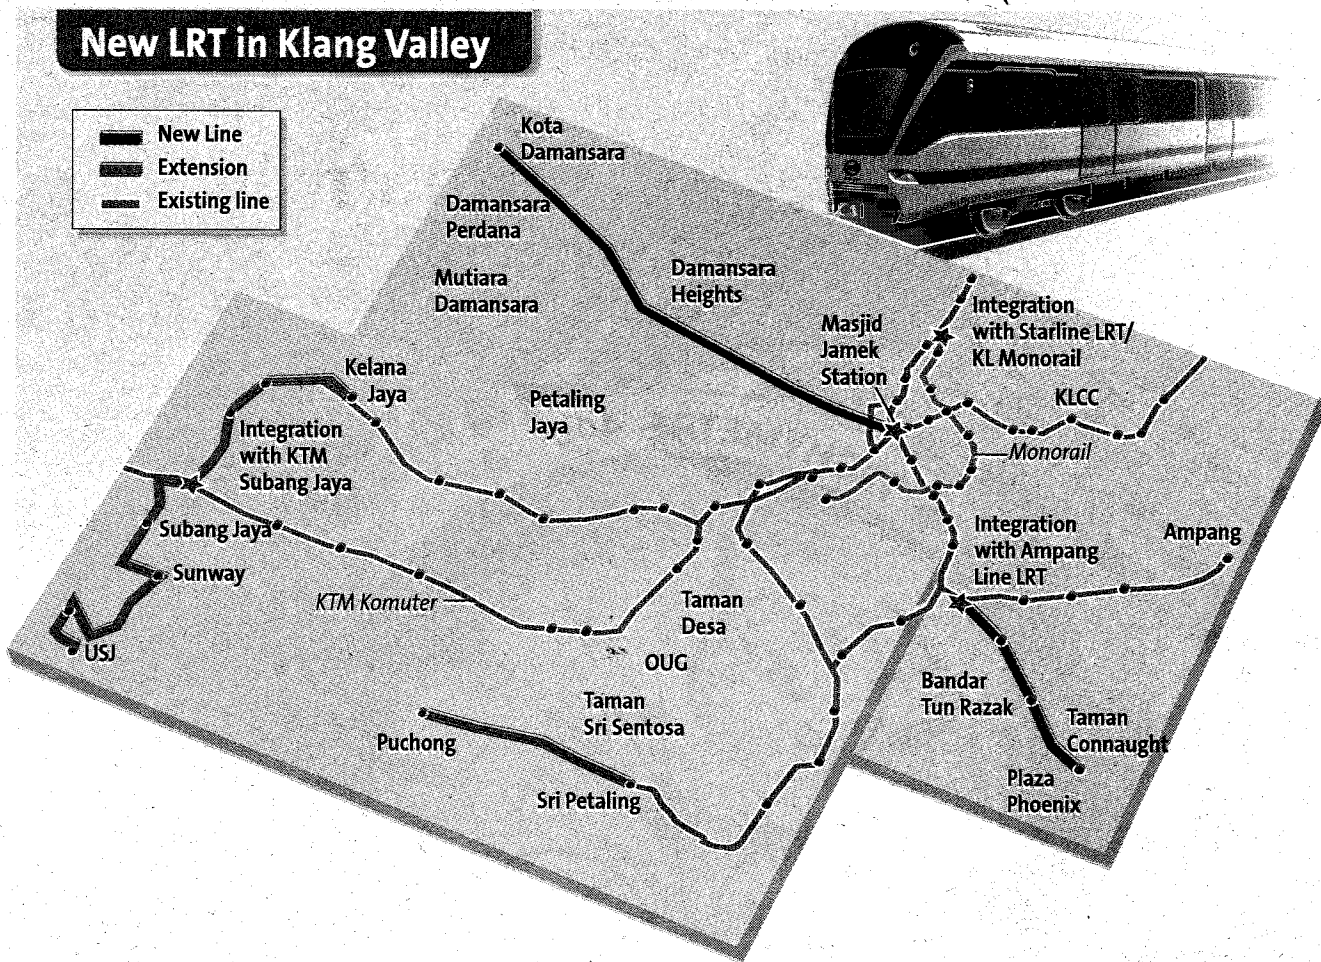 New LRT in Klang Valley
New Line
Extension
Existing line
Kota
Damansara
Damansara
Perdana
Mutiara
Damansara
Damansara
Heights
Masjid
Jamek
Station
Integration
with Starline LRT/
KL Monorail
Kelana
Jaya
Petaling
Jaya
KLCC
Monorail
Integration
with KTM
Subang Jaya
Subang Jaya
Sunway
KTM Komuter
USJ
Integration
with Ampang
Line LRT
Ampang
Taman
Desa
OUG
Taman
Sri Sentosa
Puchong
Sri Petaling
Bandar
Tun Razak
Taman
Connaught
Plaza
Phoenix